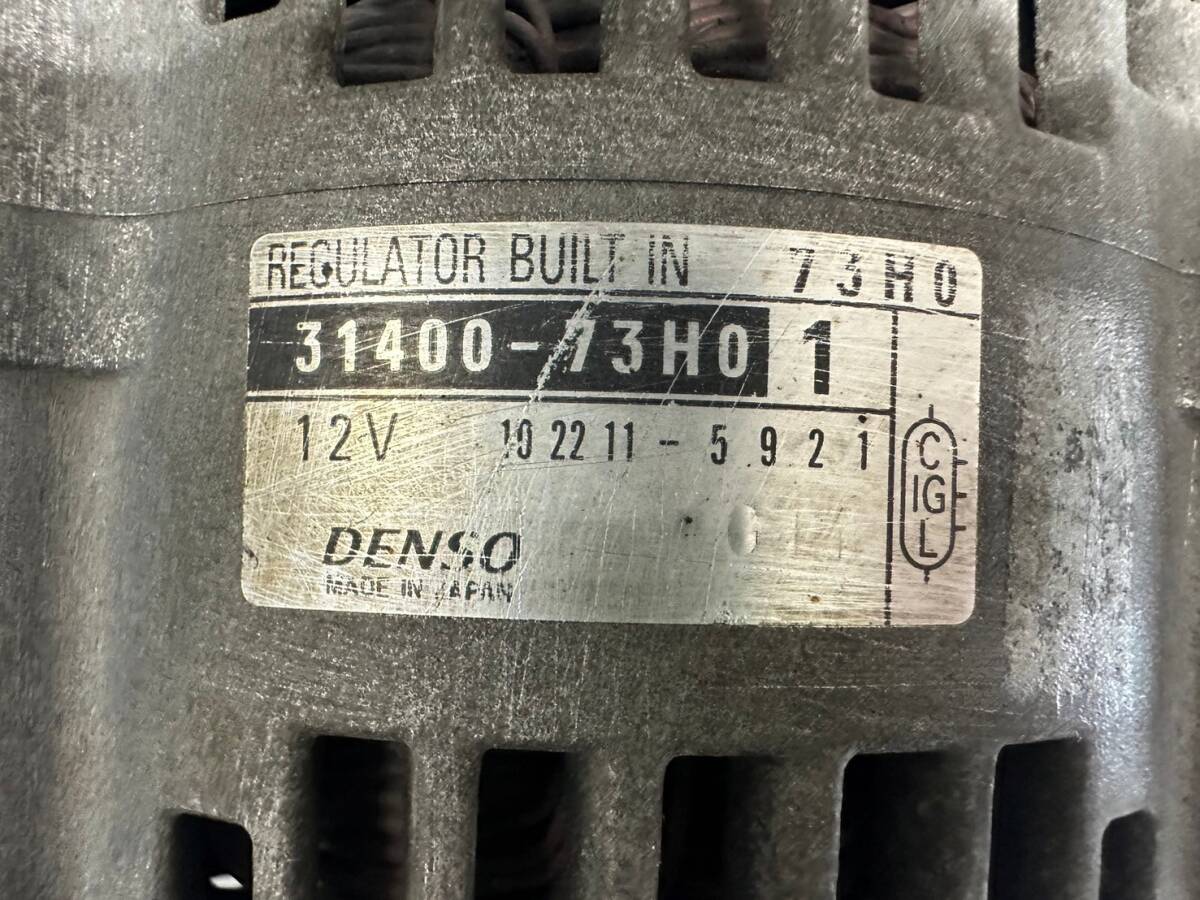 REGULATOR BUILT IN 73H0
31400-73H0 1
12V 102211-5921
C
IG
L
DENSO
MADE IN JAPAN